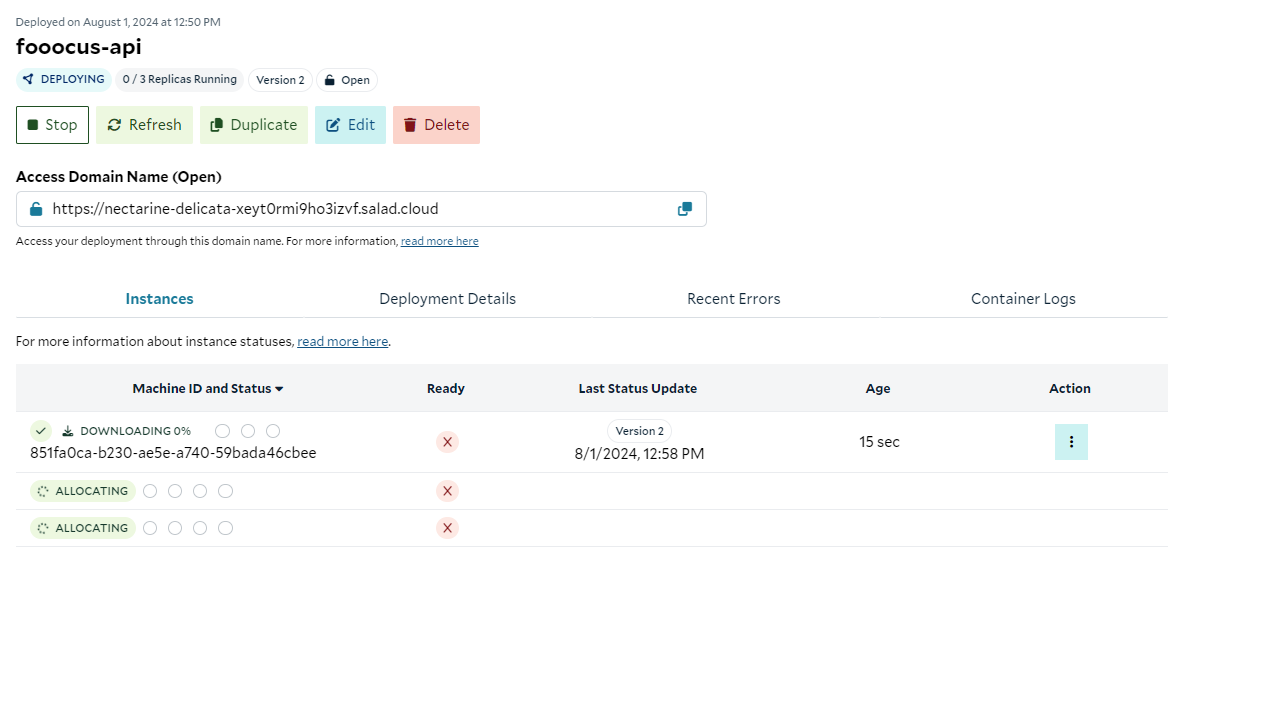 Deployed on August 1, 2024 at 12:50 PM
fooocus-api
DEPLOYING 0 / 3 Replicas Running Version 2 Open
Stop Refresh Duplicate Edit Delete
Access Domain Name (Open)
https://nectarine-delicata-xeyt0rmi9ho3izvf.salad.cloud
Access your deployment through this domain name. For more information, read more here
Instances Deployment Details Recent Errors Container Logs
For more information about instance statuses, read more here.
Machine ID and Status Ready Last Status Update Age Action
DOWNLOADING 0% Version 2
851fa0ca-b230-ae5e-a740-59bada46cbee 8/1/2024, 12:58 PM 15 sec
ALLOCATING
ALLOCATING